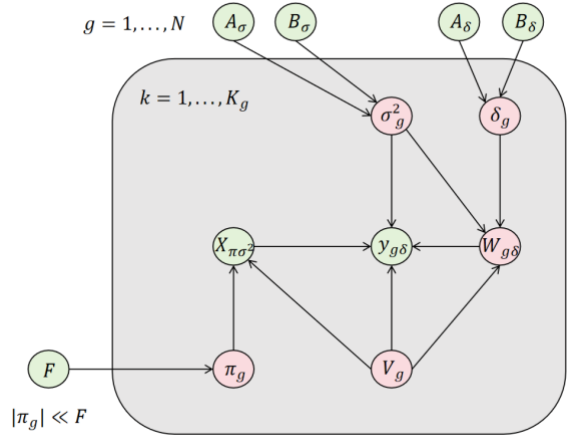 g = 1,...,N
A_σ
B_σ
A_δ
B_δ
k = 1,...,K_g
σ²_g
δ_g
X_πσ²
y_gδ
W_gδ
F
π_g
V_g
|π_g| ≪ F